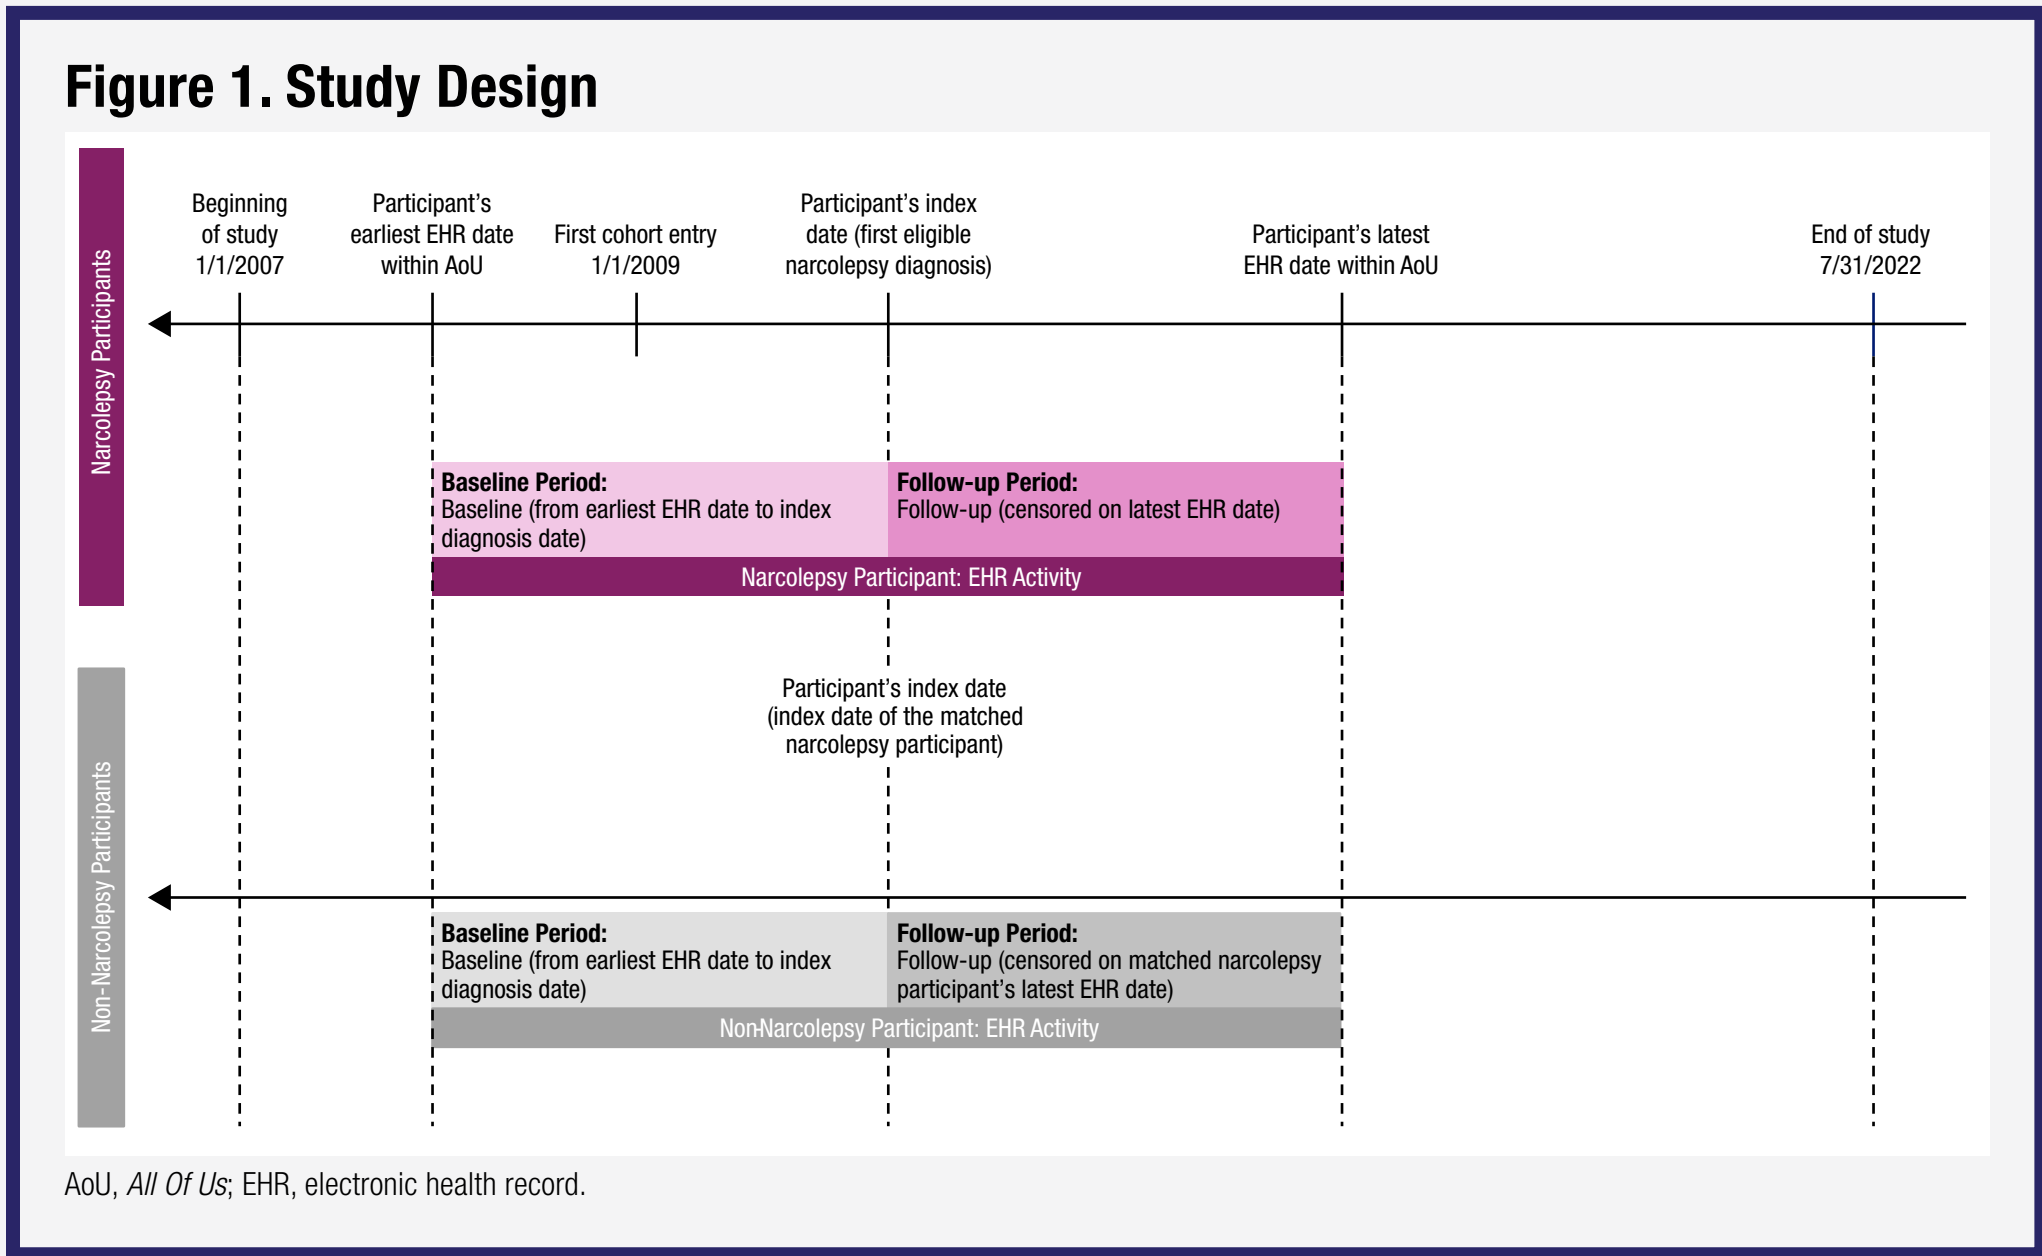 Figure 1. Study Design
Narcolepsy Participants
Beginning
of study
1/1/2007
Participant's
earliest EHR date
within AoU
First cohort entry
1/1/2009
Participant's index
date (first eligible
narcolepsy diagnosis)
Participant's latest
EHR date within AoU
End of study
7/31/2022
Baseline Period:
Baseline (from earliest EHR date to index
diagnosis date)
Follow-up Period:
Follow-up (censored on latest EHR date)
Narcolepsy Participant: EHR Activity
Non-Narcolepsy Participants
Participant's index date
(index date of the matched
narcolepsy participant)
Baseline Period:
Baseline (from earliest EHR date to index
diagnosis date)
Follow-up Period:
Follow-up (censored on matched narcolepsy
participant's latest EHR date)
Non-Narcolepsy Participant: EHR Activity
AoU, All Of Us; EHR, electronic health record.